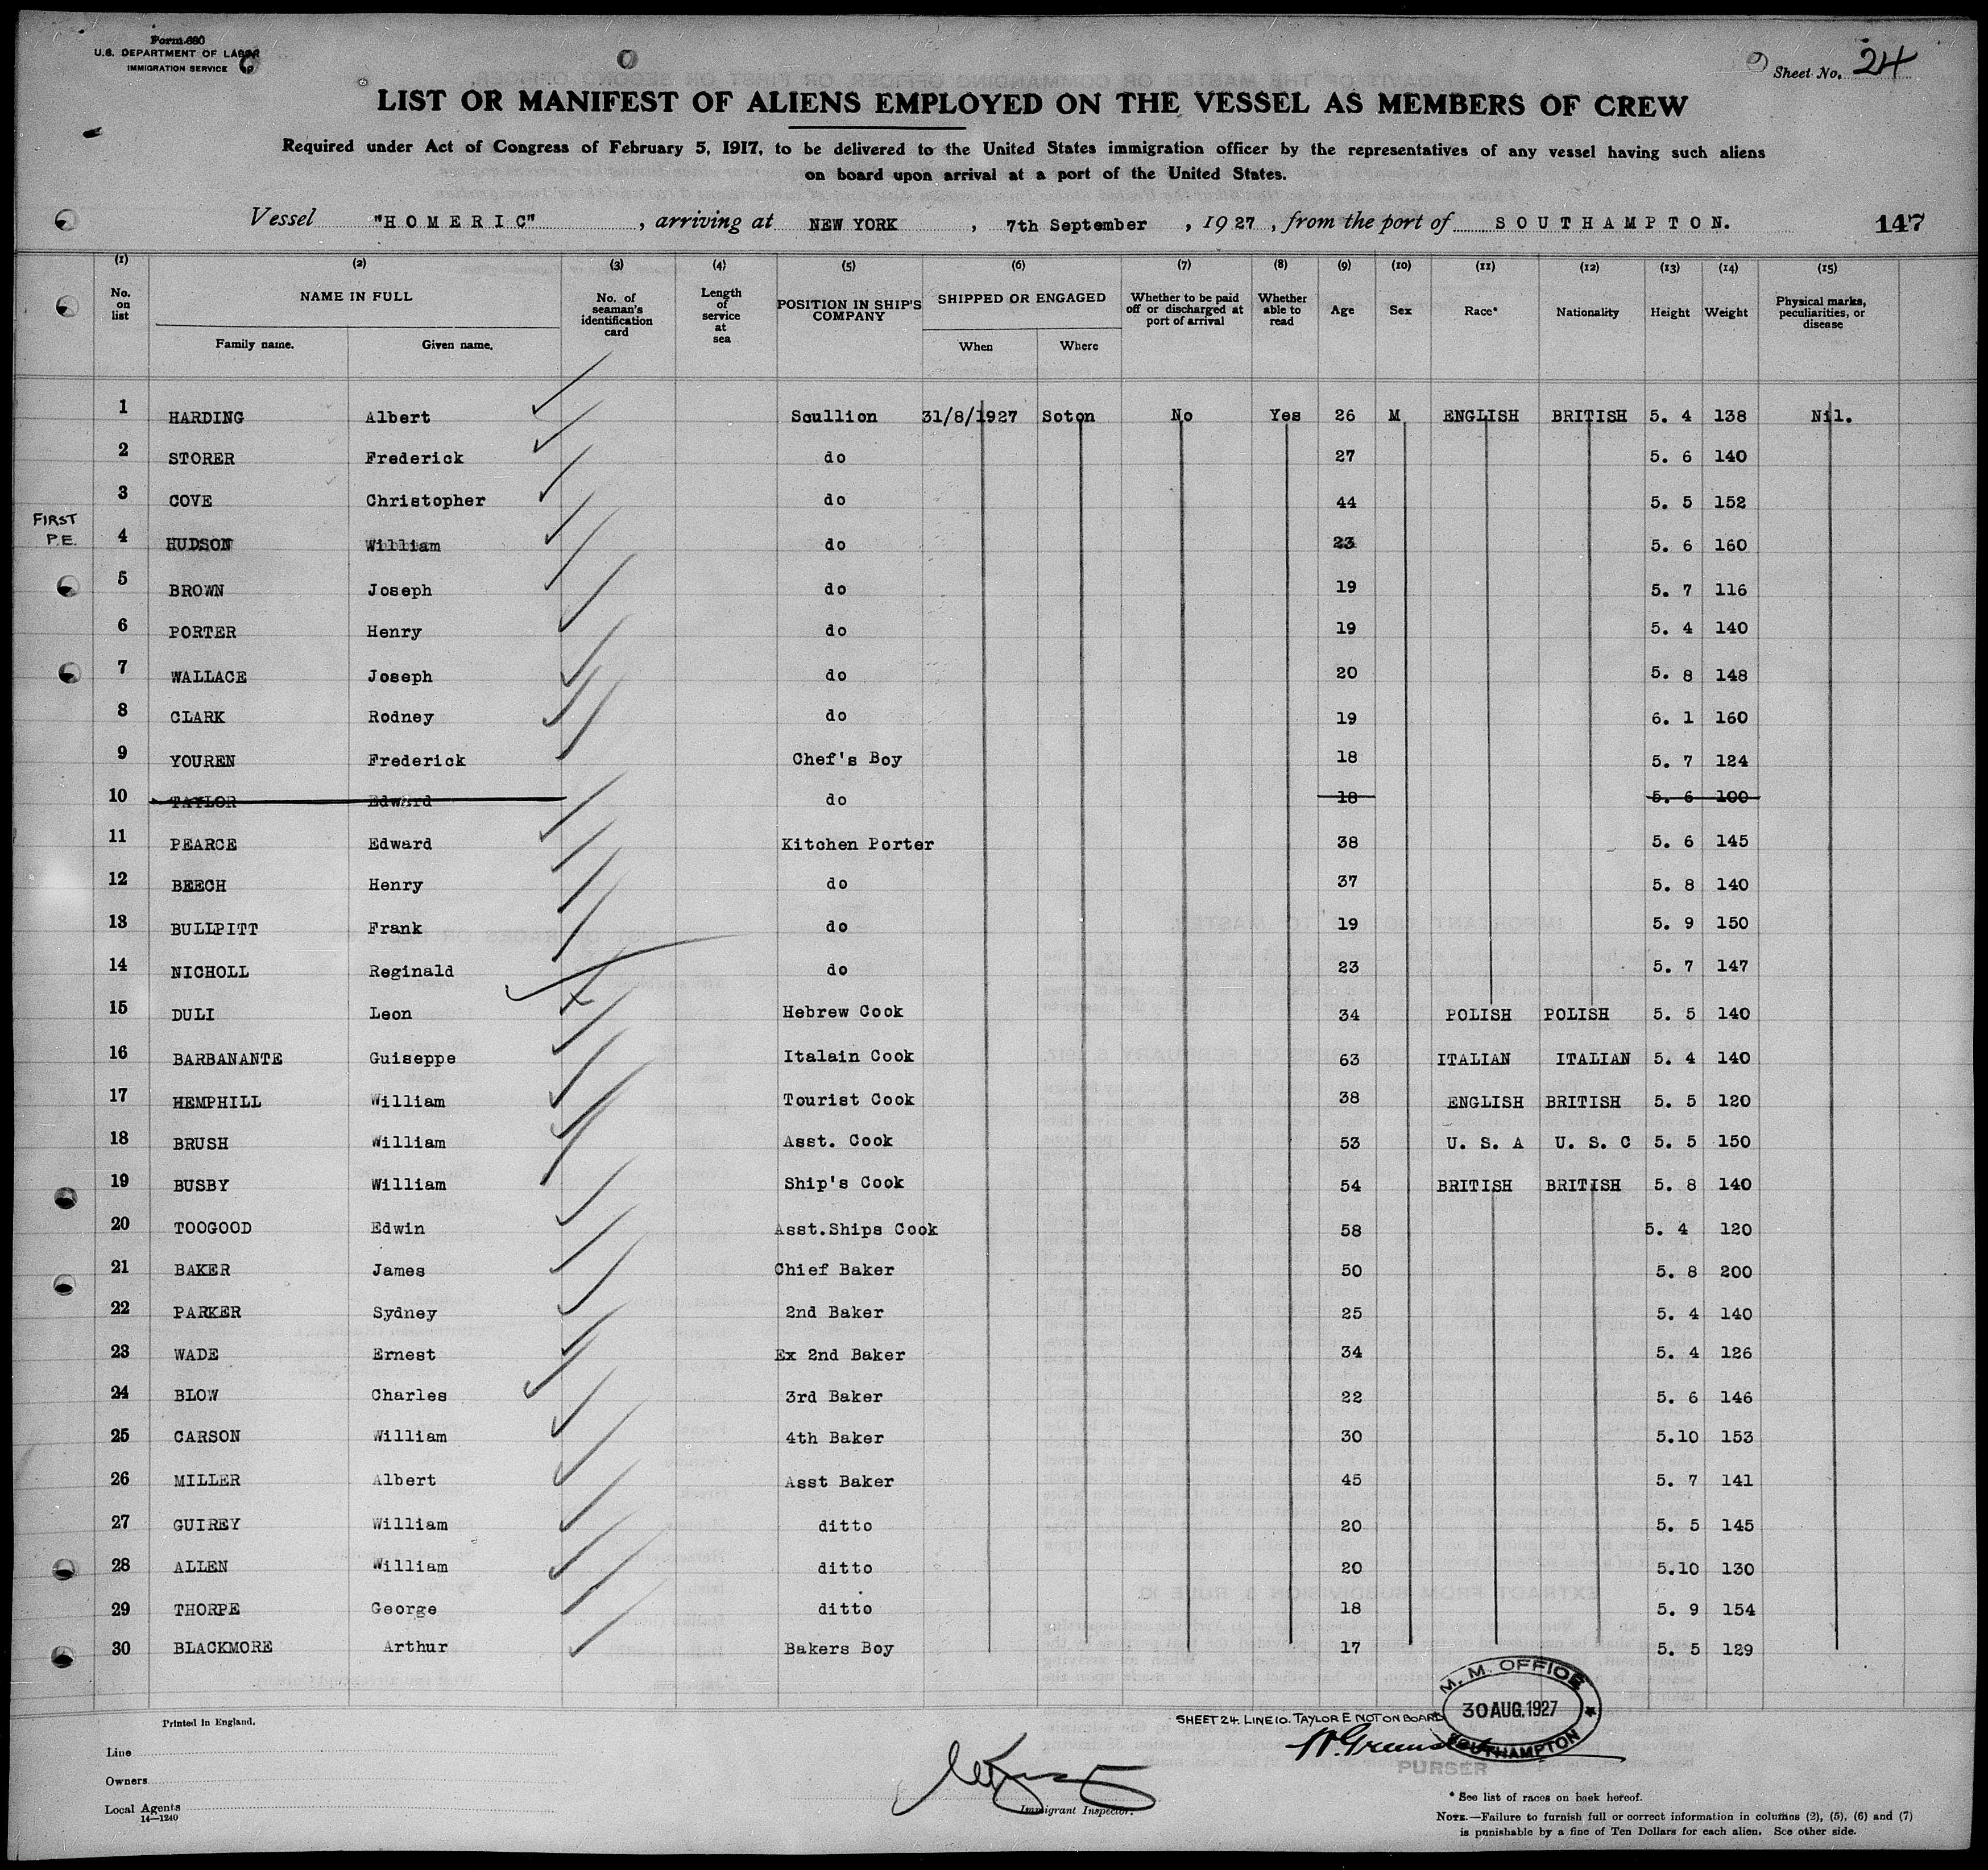 Form 680
U.S. DEPARTMENT OF LABOR
IMMIGRATION SERVICE
Sheet No. 24
LIST OR MANIFEST OF ALIENS EMPLOYED ON THE VESSEL AS MEMBERS OF CREW
Required under Act of Congress of February 5, 1917, to be delivered to the United States immigration officer by the representatives of any vessel having such aliens
on board upon arrival at a port of the United States.
Vessel "HOMERIC", arriving at NEW YORK, 7th September, 1927, from the port of SOUTHAMPTON. 147
(1) (2) (3) (4) (5) (6) (7) (8) (9) (10) (11) (12) (13) (14) (15)
No. on list NAME IN FULL Family name. Given name. No. of seaman's identification card Length of service at sea POSITION IN SHIP'S COMPANY SHIPPED OR ENGAGED When Where Whether to be paid off or discharged at port of arrival Whether able to read Age Sex Race* Nationality Height Weight Physical marks, peculiarities, or disease
1 HARDING Albert Scullion 31/8/1927 Soton No Yes 26 M ENGLISH BRITISH 5. 4 138 Nil.
2 STORER Frederick do 27 5. 6 140
3 COVE Christopher do 44 5. 5 152
FIRST P.E. 4 HUDSON William do 23 5. 6 160
5 BROWN Joseph do 19 5. 7 116
6 PORTER Henry do 19 5. 4 140
7 WALLACE Joseph do 20 5. 8 148
8 CLARK Rodney do 19 6. 1 160
9 YOUREN Frederick Chef's Boy 18 5. 7 124
10 TAYLOR Edward do 18 5. 6 100
11 PEARCE Edward Kitchen Porter 38 5. 6 145
12 BEECH Henry do 37 5. 8 140
13 BULLPITT Frank do 19 5. 9 150
14 NICHOLL Reginald do 23 5. 7 147
15 DULI Leon Hebrew Cook 34 POLISH POLISH 5. 5 140
16 BARBANANTE Guiseppe Italain Cook 63 ITALIAN ITALIAN 5. 4 140
17 HEMPHILL William Tourist Cook 38 ENGLISH BRITISH 5. 5 120
18 BRUSH William Asst. Cook 53 U. S. A U. S. C 5. 5 150
19 BUSBY William Ship's Cook 54 BRITISH BRITISH 5. 8 140
20 TOOGOOD Edwin Asst.Ships Cook 58 5. 4 120
21 BAKER James Chief Baker 50 5. 8 200
22 PARKER Sydney 2nd Baker 25 5. 4 140
23 WADE Ernest Ex 2nd Baker 34 5. 4 126
24 BLOW Charles 3rd Baker 22 5. 6 146
25 CARSON William 4th Baker 30 5.10 153
26 MILLER Albert Asst Baker 45 5. 7 141
27 GUIREY William ditto 20 5. 5 145
28 ALLEN William ditto 20 5.10 130
29 THORPE George ditto 18 5. 9 154
30 BLACKMORE Arthur Bakers Boy 17 5. 5 129
M. M. OFFICE
30 AUG. 1927
SOUTHAMPTON
Printed in England.
SHEET 24. LINE 10. TAYLOR E NOT ON BOARD
PURSER
Line
Owners
Local Agents
14—1240
Immigrant Inspector.
* See list of races on back hereof.
NOTE.—Failure to furnish full or correct information in columns (2), (5), (6) and (7)
is punishable by a fine of Ten Dollars for each alien. See other side.